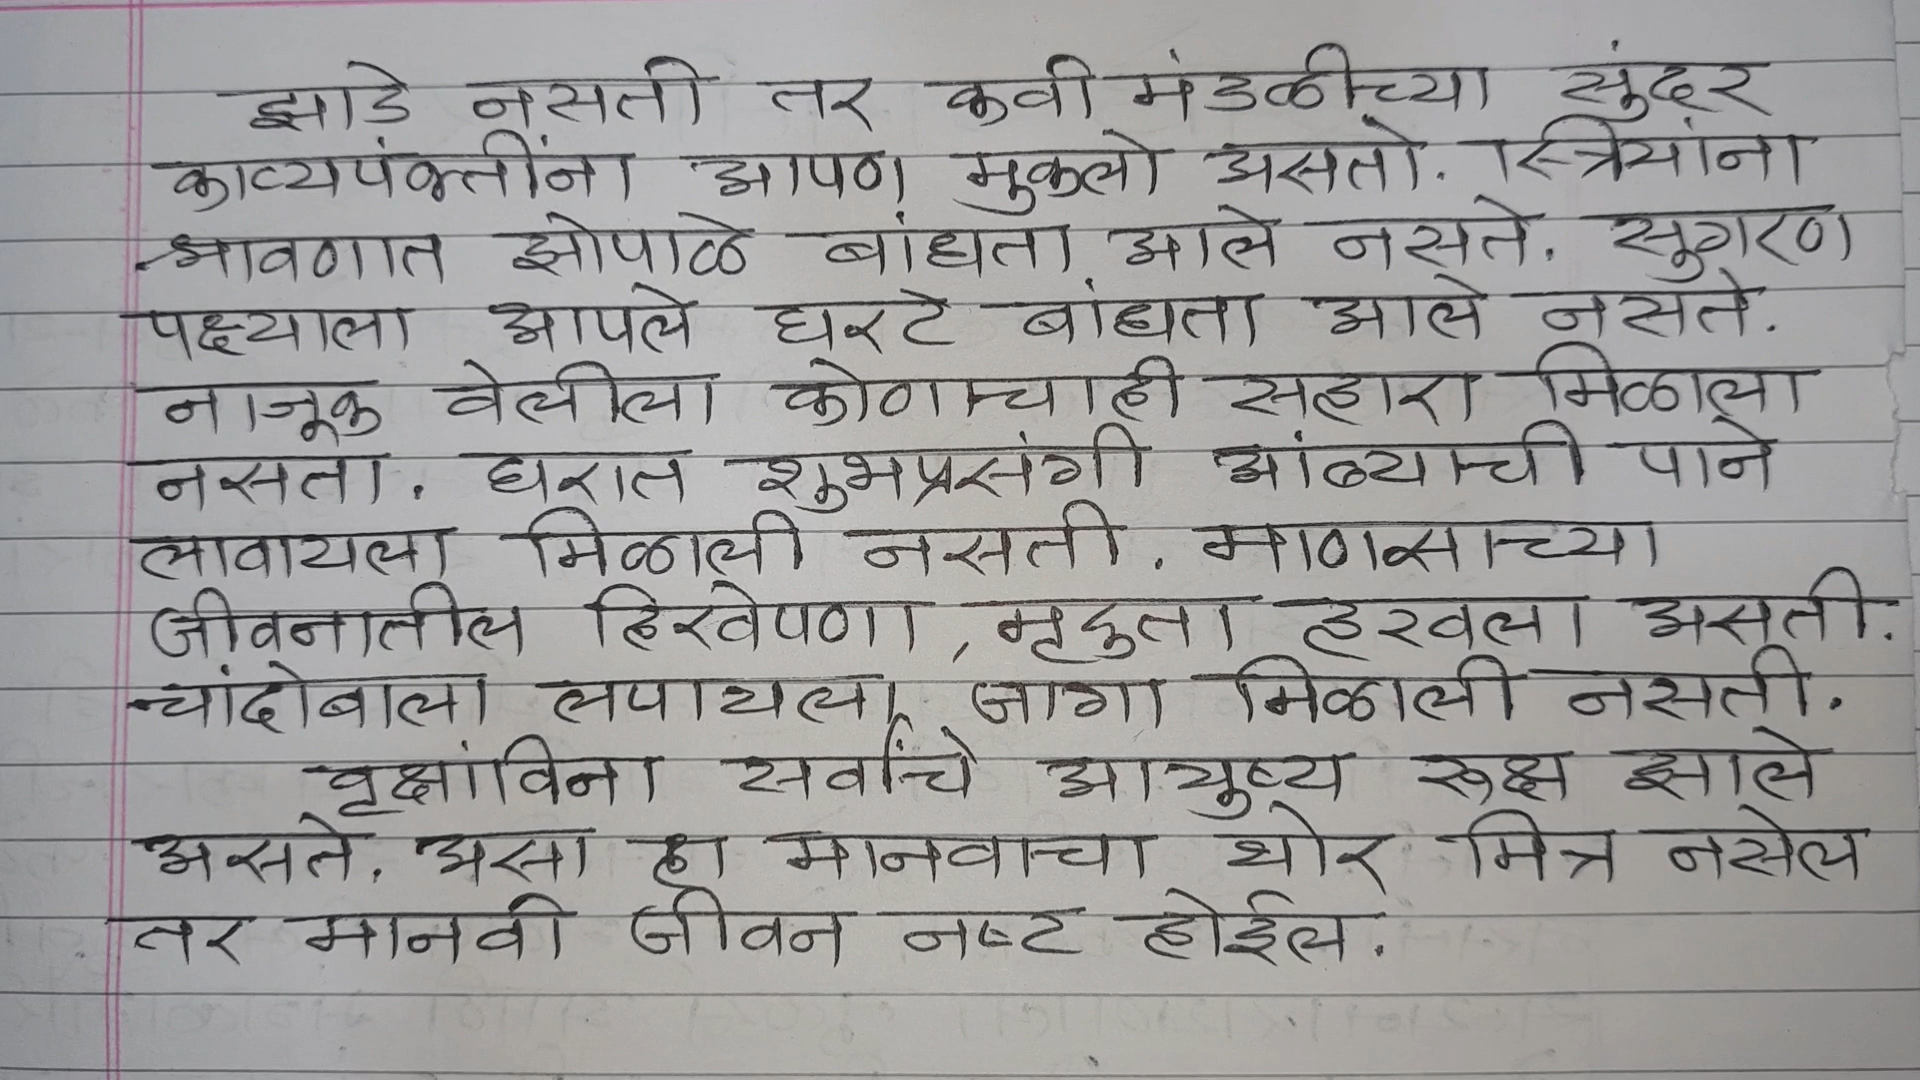 झाडे नसती तर कवी मंडळीच्या सुंदर
काव्यपंक्तींना आपण मुकलो असतो. स्त्रियांना
श्रावणात झोपाळे बांधता आले नसते. सुगरण
पक्ष्याला आपले घरटे बांधता आले नसते.
नाजूक वेलीला कोणाचाही सहारा मिळाला
नसता. घरात शुभप्रसंगी आंब्याची पाने
लावायला मिळाली नसती. माणसाच्या
जीवनातील हिरवेपणा, मृदुता हरवला असती.
चांदोबाला लपायला जागा मिळाली नसती.
वृक्षांविना सर्वांचे आयुष्य रूक्ष झाले
असते. असा हा मानवाचा थोर मित्र नसेल
तर मानवी जीवन नष्ट होईल.